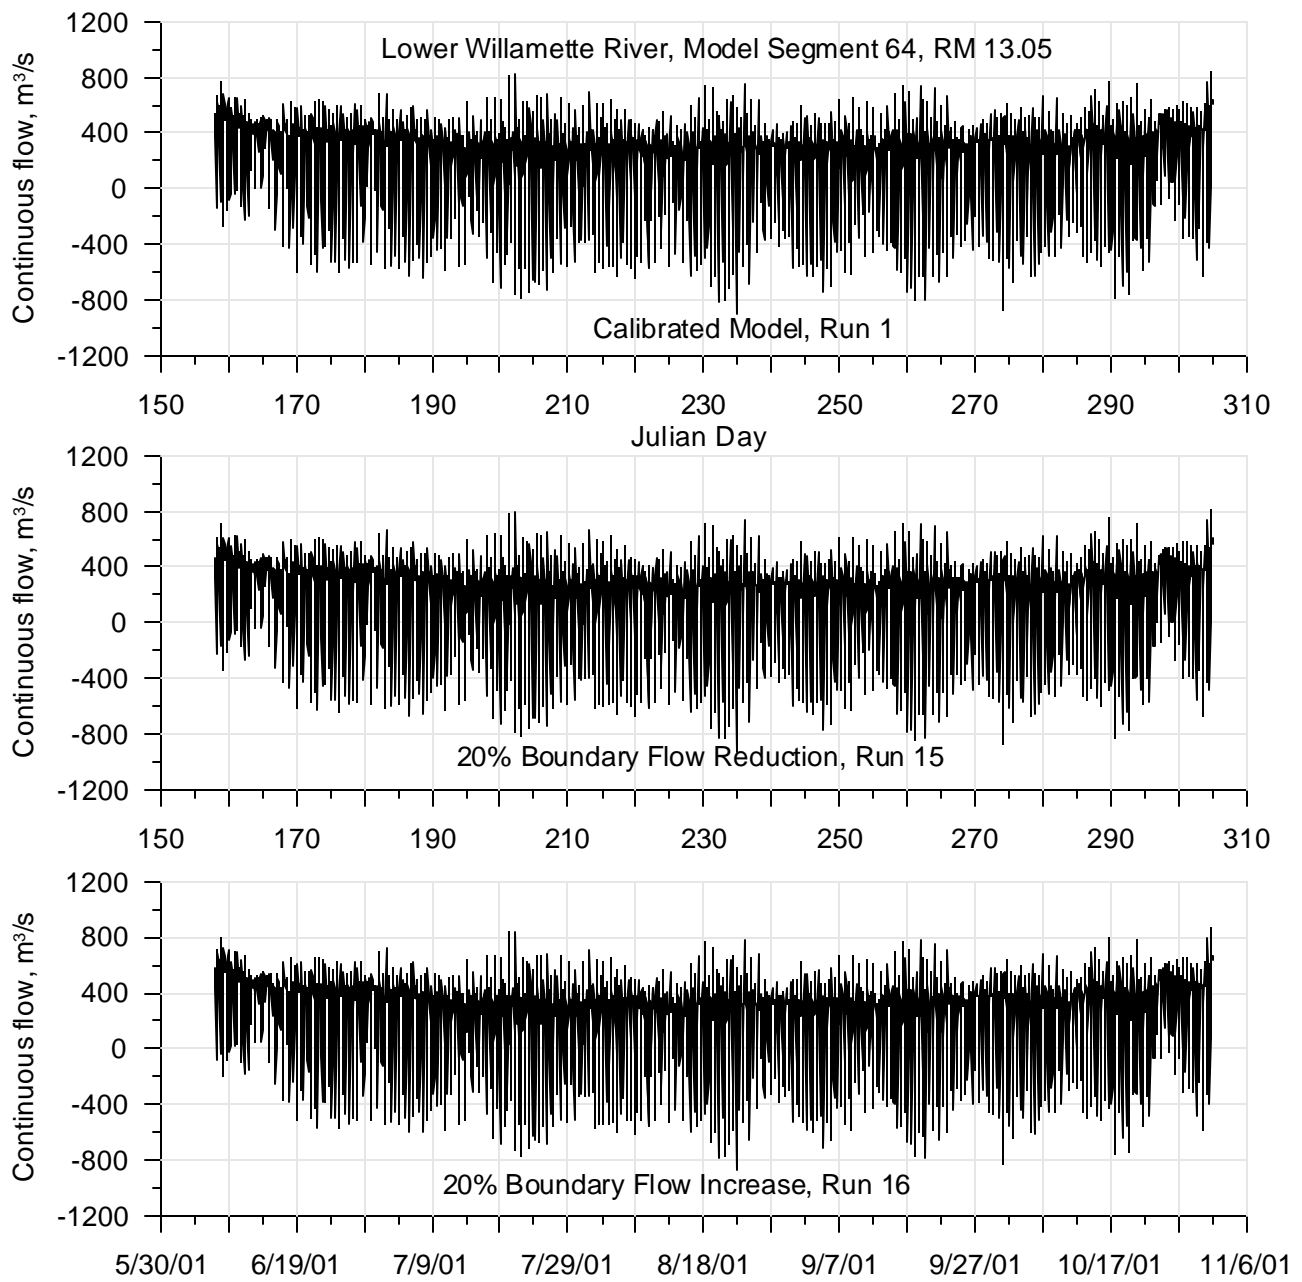 1200
Lower Willamette River, Model Segment 64, RM 13.05
800
400
0
-400
-800
Calibrated Model, Run 1
-1200
Continuous flow, m³/s
150 170 190 210 230 250 270 290 310
Julian Day
1200
800
400
0
-400
-800
20% Boundary Flow Reduction, Run 15
-1200
Continuous flow, m³/s
150 170 190 210 230 250 270 290 310
1200
800
400
0
-400
-800
20% Boundary Flow Increase, Run 16
-1200
Continuous flow, m³/s
5/30/01 6/19/01 7/9/01 7/29/01 8/18/01 9/7/01 9/27/01 10/17/01 11/6/01